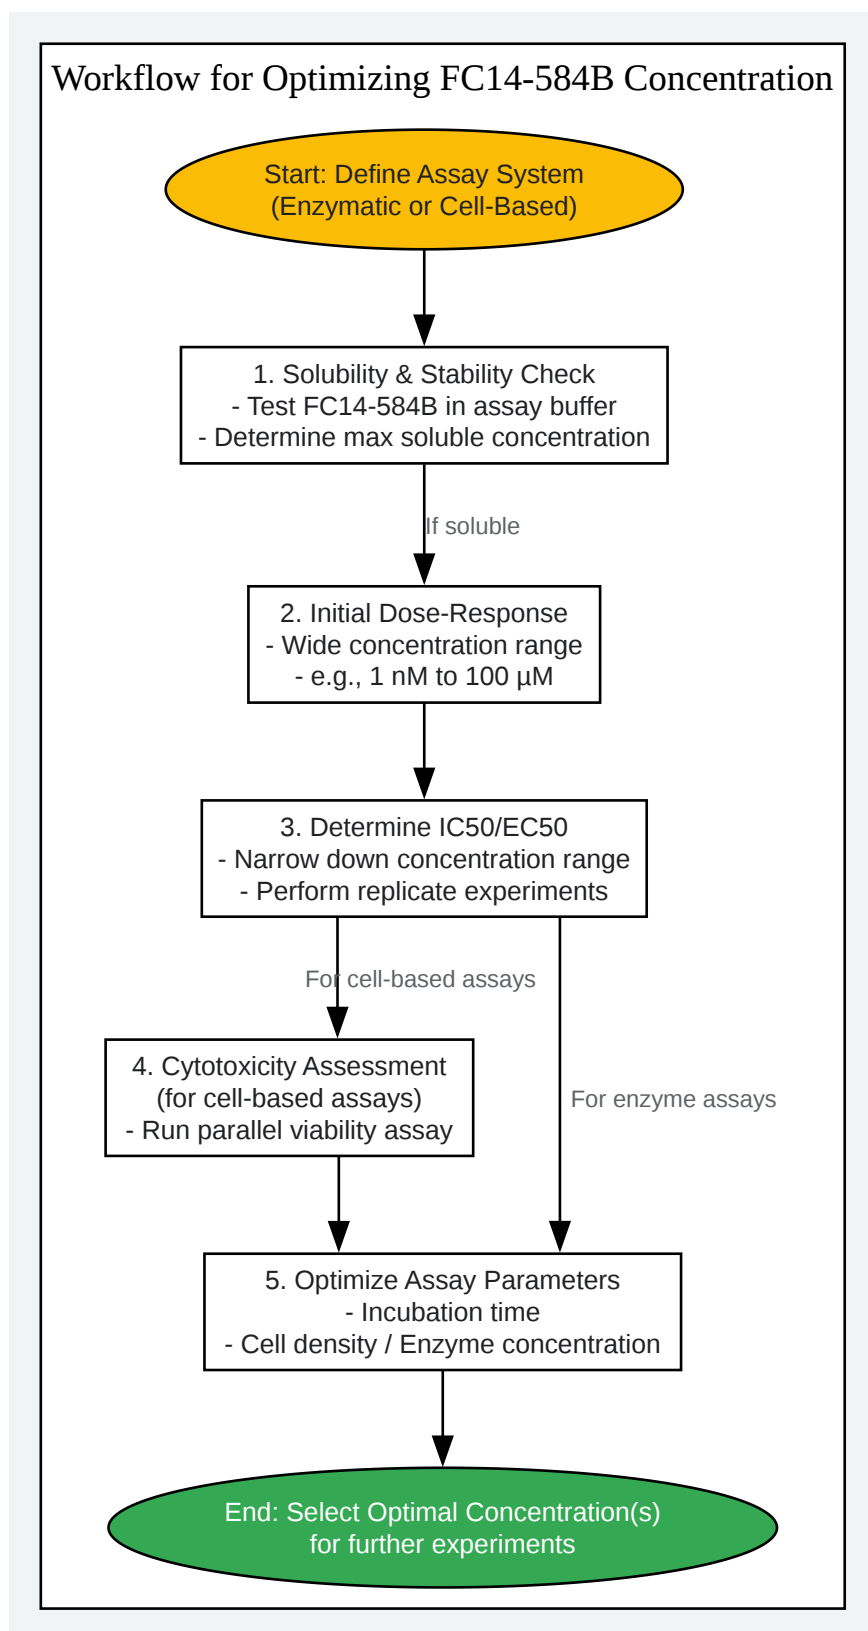 Workflow for Optimizing FC14-584B Concentration
Start: Define Assay System
(Enzymatic or Cell-Based)
1. Solubility & Stability Check
- Test FC14-584B in assay buffer
- Determine max soluble concentration
If soluble
2. Initial Dose-Response
- Wide concentration range
- e.g., 1 nM to 100 µM
3. Determine IC50/EC50
- Narrow down concentration range
- Perform replicate experiments
For cell-based assays
4. Cytotoxicity Assessment
(for cell-based assays)
- Run parallel viability assay
For enzyme assays
5. Optimize Assay Parameters
- Incubation time
- Cell density / Enzyme concentration
End: Select Optimal Concentration(s)
for further experiments